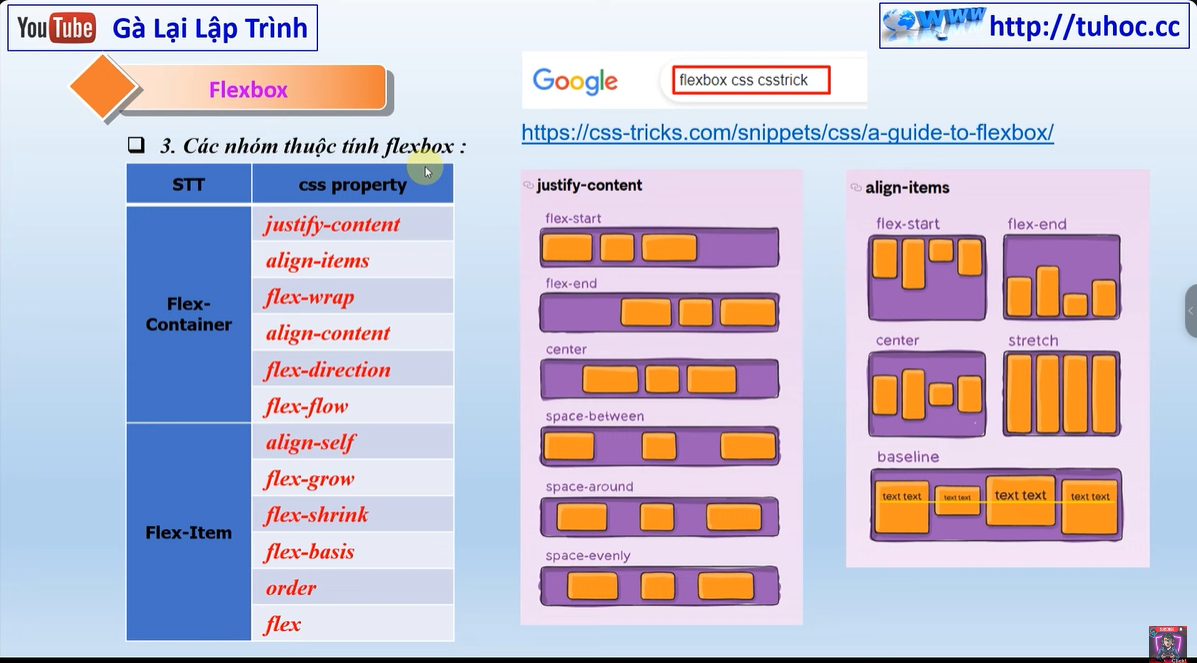 YouTube Gà Lại Lập Trình
WWW http://tuhoc.cc
Flexbox
Google flexbox css csstrick
https://css-tricks.com/snippets/css/a-guide-to-flexbox/
3. Các nhóm thuộc tính flexbox :
STT css property
Flex-
Container
justify-content
align-items
flex-wrap
align-content
flex-direction
flex-flow
Flex-Item
align-self
flex-grow
flex-shrink
flex-basis
order
flex
justify-content
flex-start
flex-end
center
space-between
space-around
space-evenly
align-items
flex-start flex-end
center stretch
baseline
text text text text text text text text